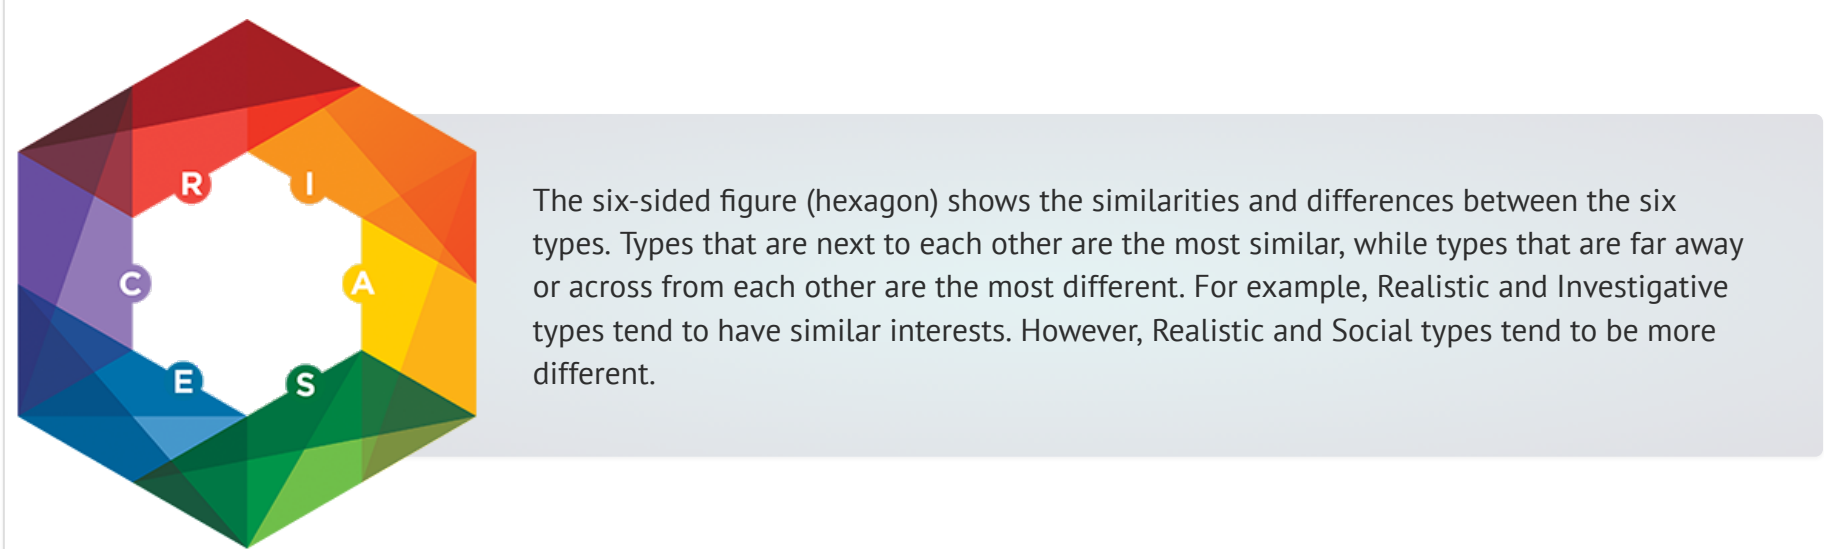 R I
C A
E S
The six-sided figure (hexagon) shows the similarities and differences between the six
types. Types that are next to each other are the most similar, while types that are far away
or across from each other are the most different. For example, Realistic and Investigative
types tend to have similar interests. However, Realistic and Social types tend to be more
different.